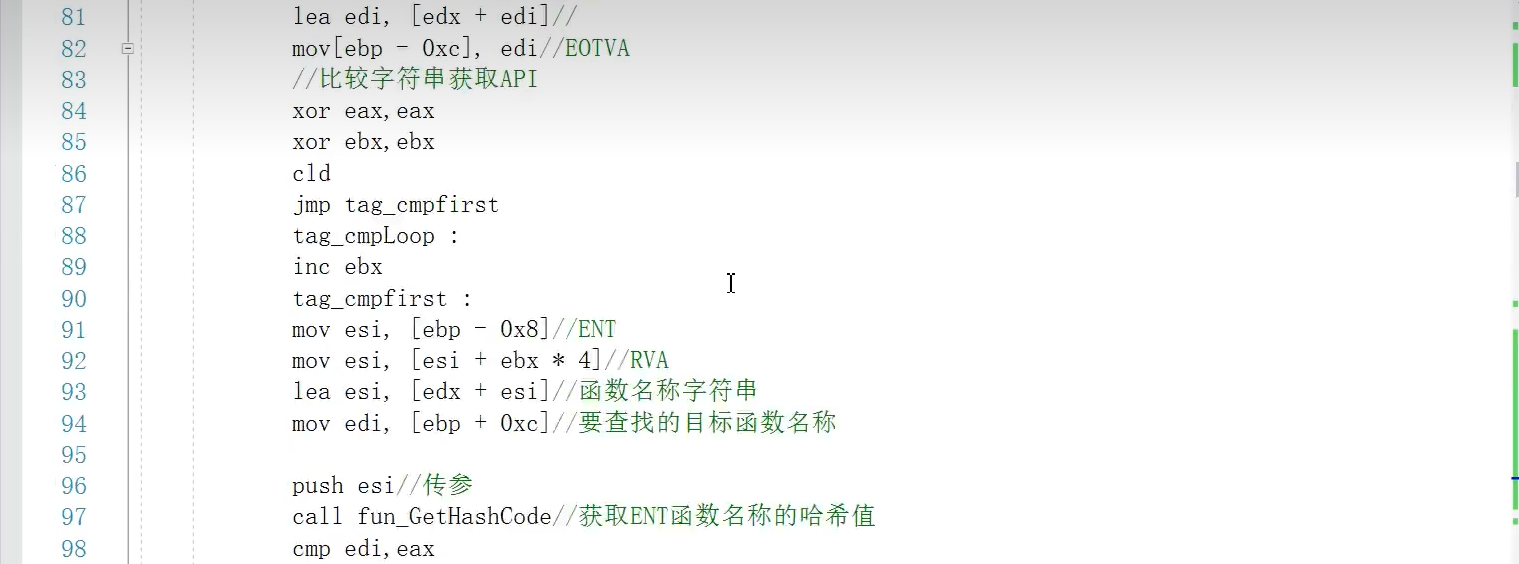 81 lea edi, [edx + edi]//
82 mov[ebp - 0xc], edi//EOTVA
83 //比较字符串获取API
84 xor eax,eax
85 xor ebx,ebx
86 cld
87 jmp tag_cmpfirst
88 tag_cmpLoop :
89 inc ebx
90 tag_cmpfirst :
91 mov esi, [ebp - 0x8]//ENT
92 mov esi, [esi + ebx * 4]//RVA
93 lea esi, [edx + esi]//函数名称字符串
94 mov edi, [ebp + 0xc]//要查找的目标函数名称
95
96 push esi//传参
97 call fun_GetHashCode//获取ENT函数名称的哈希值
98 cmp edi,eax